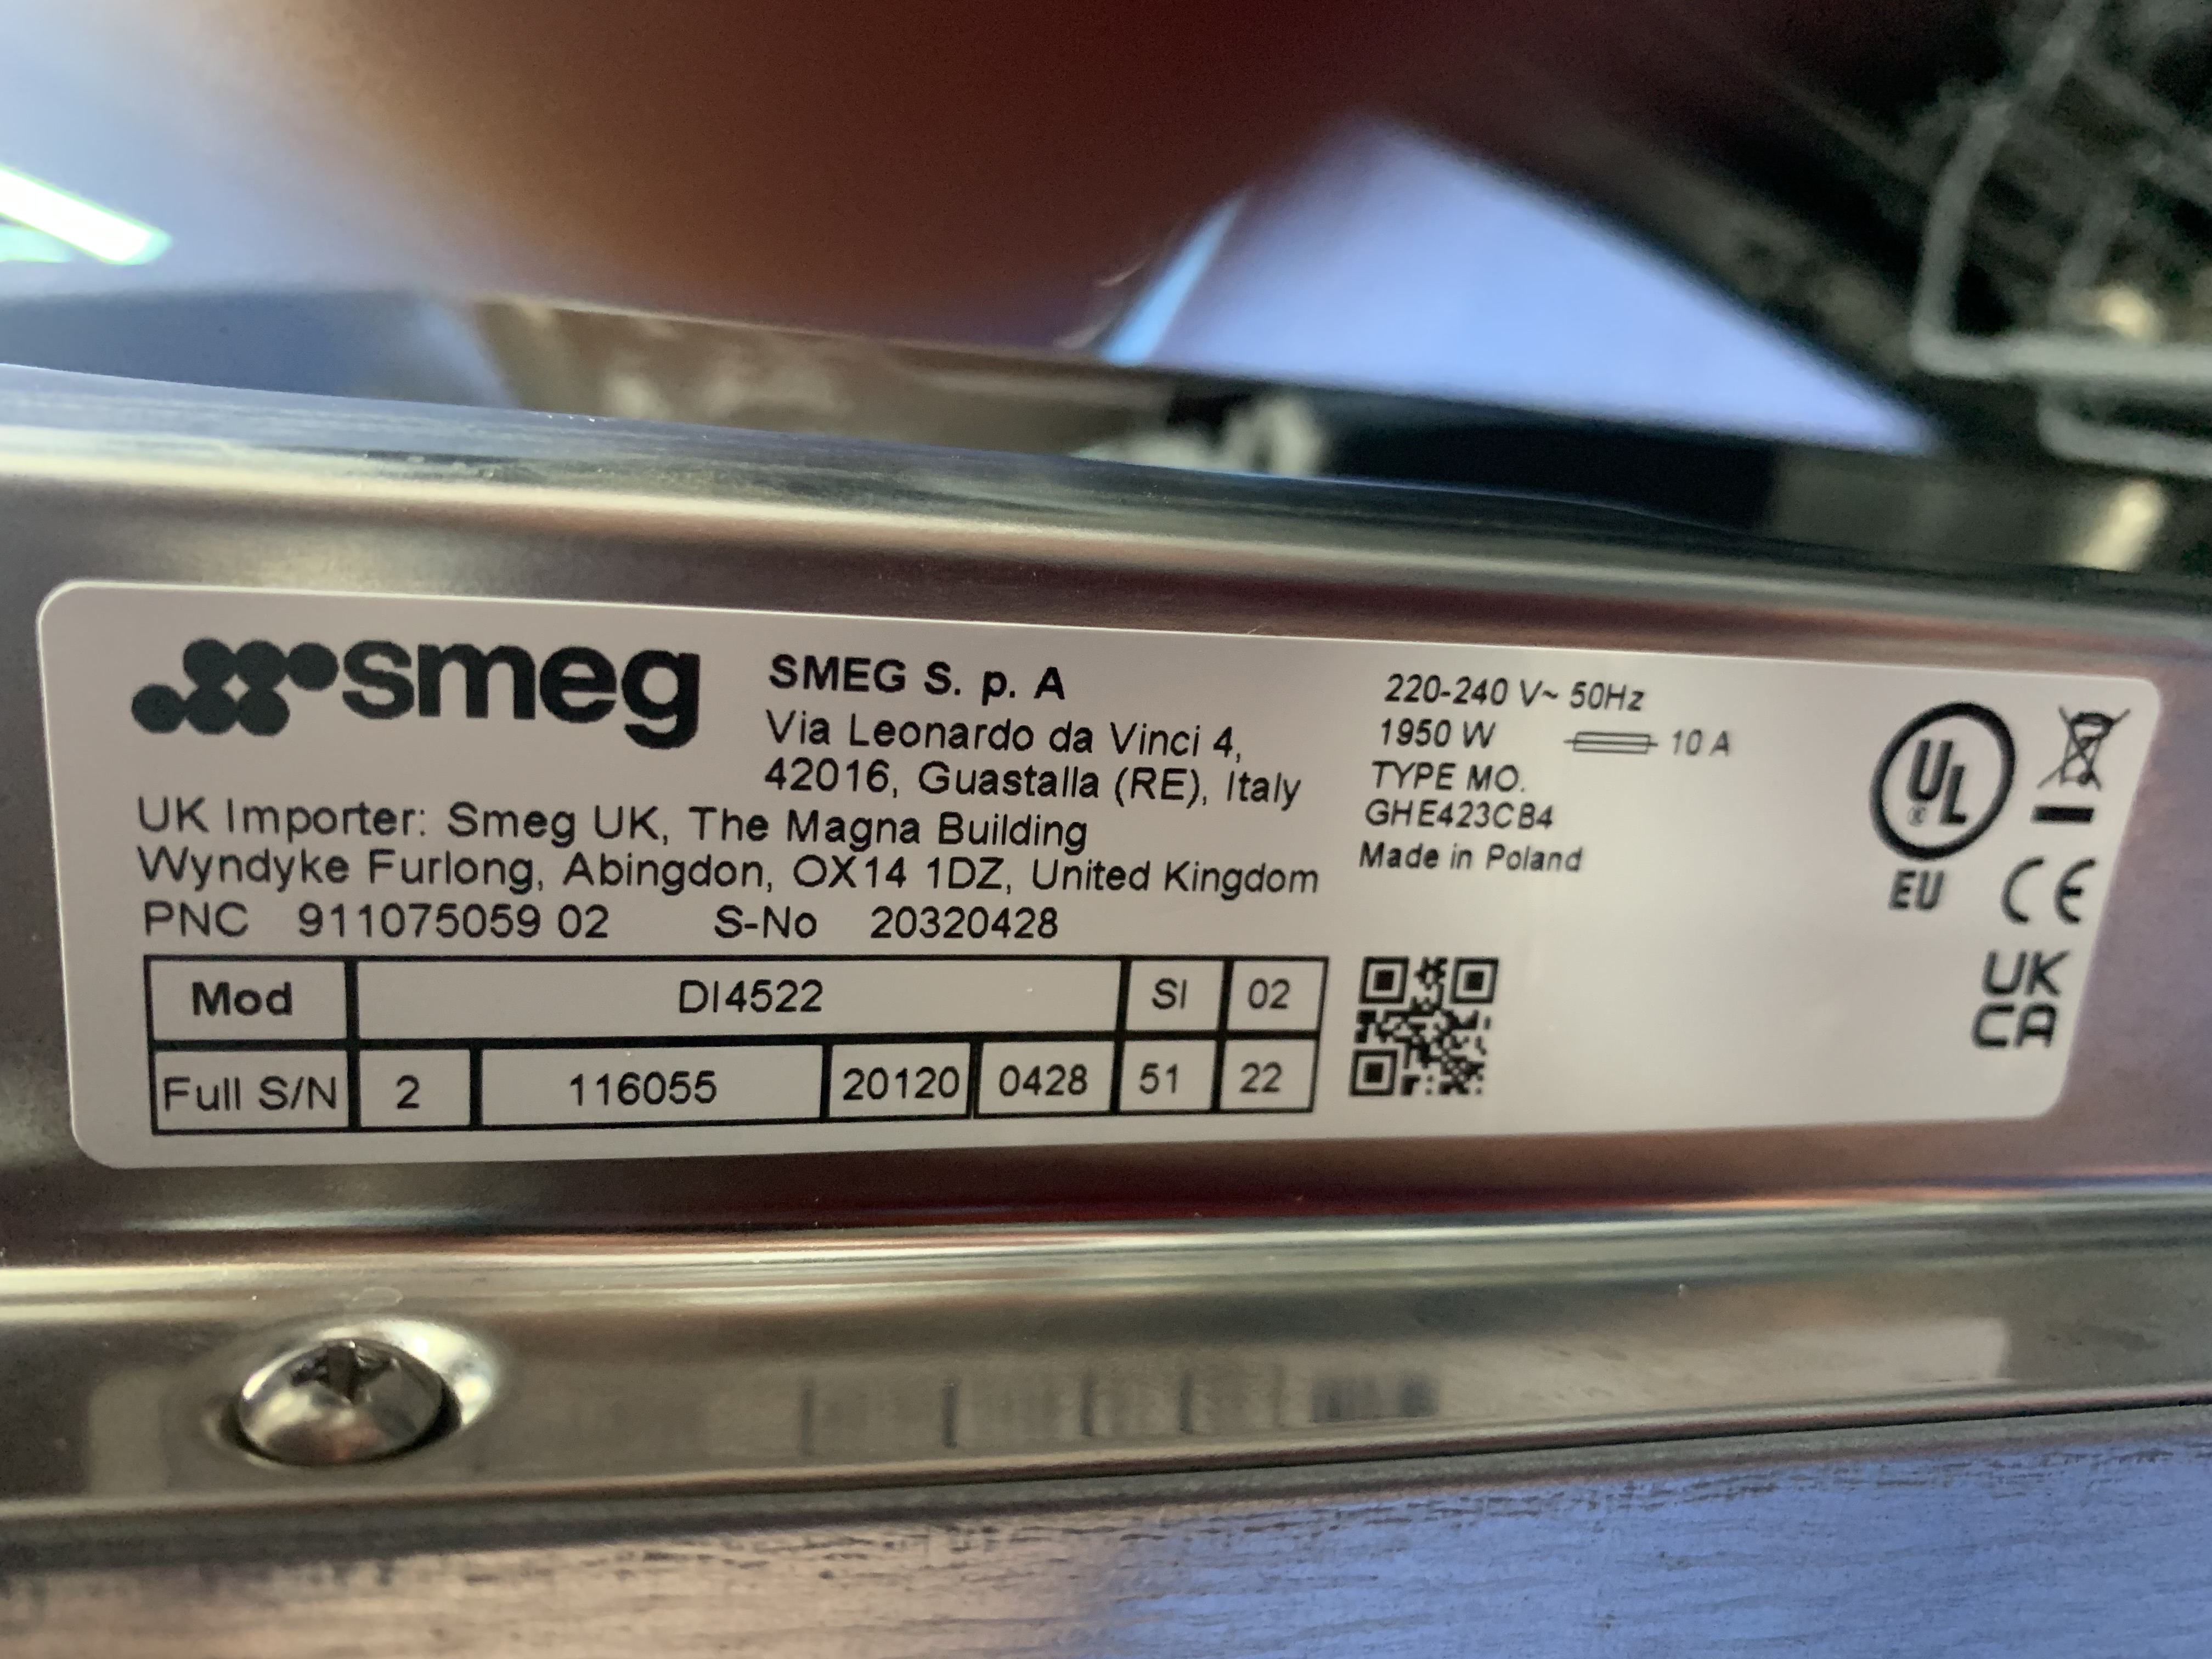 smeg
SMEG S. p. A
Via Leonardo da Vinci 4,
42016, Guastalla (RE), Italy
UK Importer: Smeg UK, The Magna Building
Wyndyke Furlong, Abingdon, OX14 1DZ, United Kingdom
PNC 911075059 02 S-No 20320428
Mod DI4522 SI 02
Full S/N 2 116055 20120 0428 51 22
220-240 V~ 50Hz
1950 W 10 A
TYPE MO.
GHE423CB4
Made in Poland
UL ®
EU
CE
UK
CA